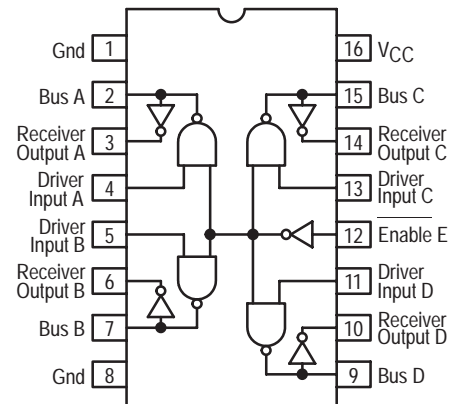 Gnd 1
Bus A 2
Receiver
Output A 3
Driver
Input A 4
Driver
Input B 5
Receiver
Output B 6
Bus B 7
Gnd 8
16 VCC
15 Bus C
14 Receiver
Output C
13 Driver
Input C
12 Enable E
11 Driver
Input D
10 Receiver
Output D
9 Bus D